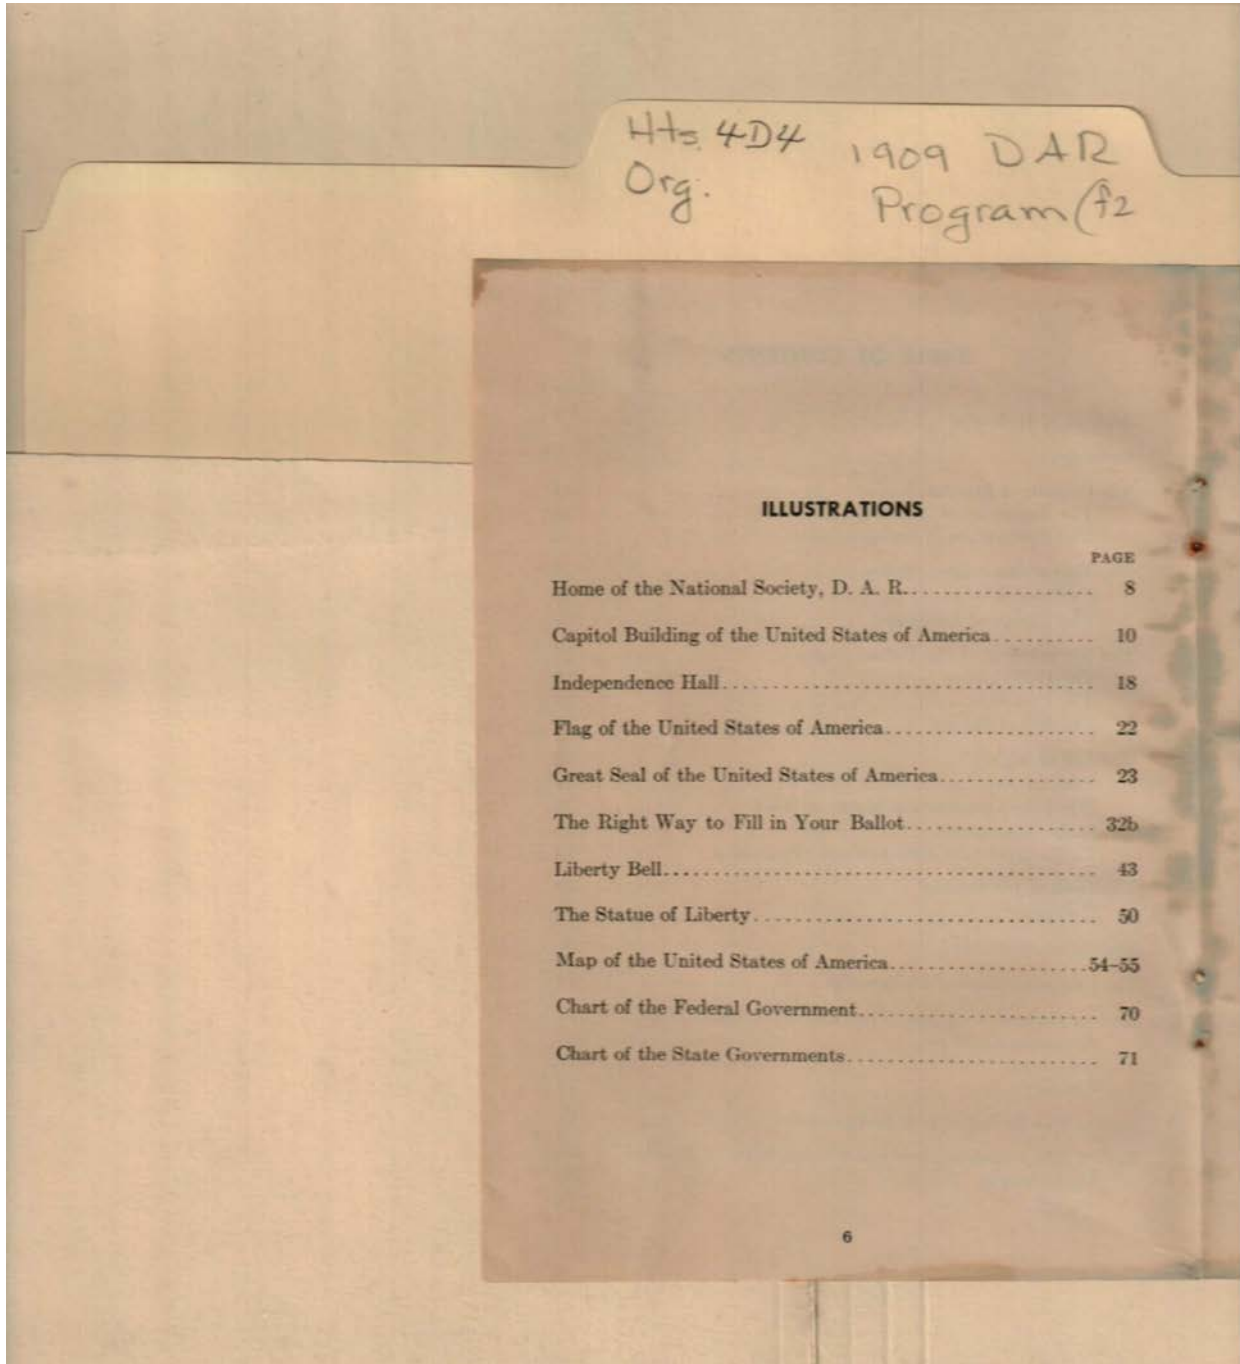 Hts. 4D4
Org.
1909 DAR
Program (f2
ILLUSTRATIONS
PAGE
Home of the National Society, D. A. R. . . . . . . . . . . . . . . . . . . 8
Capitol Building of the United States of America . . . . . . . . . . 10
Independence Hall . . . . . . . . . . . . . . . . . . . . . . . . . . . . . . . . . . . . 18
Flag of the United States of America . . . . . . . . . . . . . . . . . . . . 22
Great Seal of the United States of America . . . . . . . . . . . . . . . 23
The Right Way to Fill in Your Ballot . . . . . . . . . . . . . . . . . . 32b
Liberty Bell . . . . . . . . . . . . . . . . . . . . . . . . . . . . . . . . . . . . . . . . . 43
The Statue of Liberty . . . . . . . . . . . . . . . . . . . . . . . . . . . . . . . . 50
Map of the United States of America . . . . . . . . . . . . . . . . . . . 54–55
Chart of the Federal Government . . . . . . . . . . . . . . . . . . . . . . . 70
Chart of the State Governments . . . . . . . . . . . . . . . . . . . . . . . . 71
6